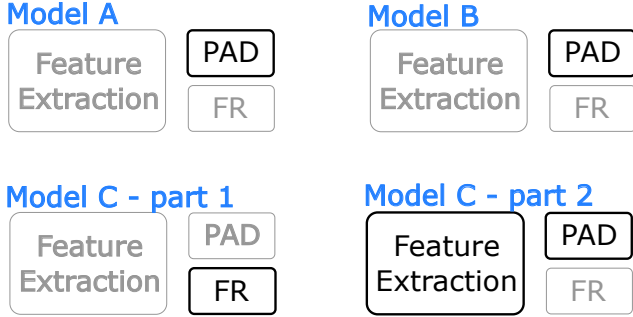 Model A
Feature
Extraction
PAD
FR
Model B
Feature
Extraction
PAD
FR
Model C - part 1
Feature
Extraction
PAD
FR
Model C - part 2
Feature
Extraction
PAD
FR